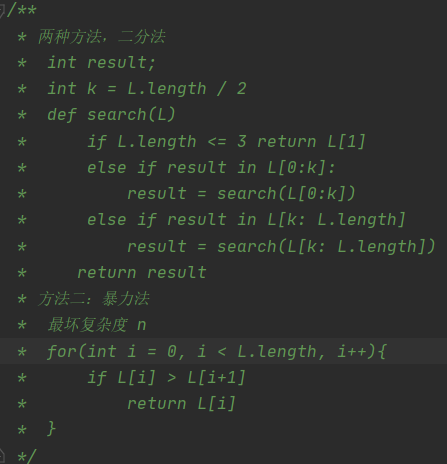 /**
* 两种方法，二分法
* int result;
* int k = L.length / 2
* def search(L)
* if L.length <= 3 return L[1]
* else if result in L[0:k]:
* result = search(L[0:k])
* else if result in L[k: L.length]
* result = search(L[k: L.length])
* return result
* 方法二：暴力法
* 最坏复杂度 n
* for(int i = 0, i < L.length, i++){
* if L[i] > L[i+1]
* return L[i]
* }
*/